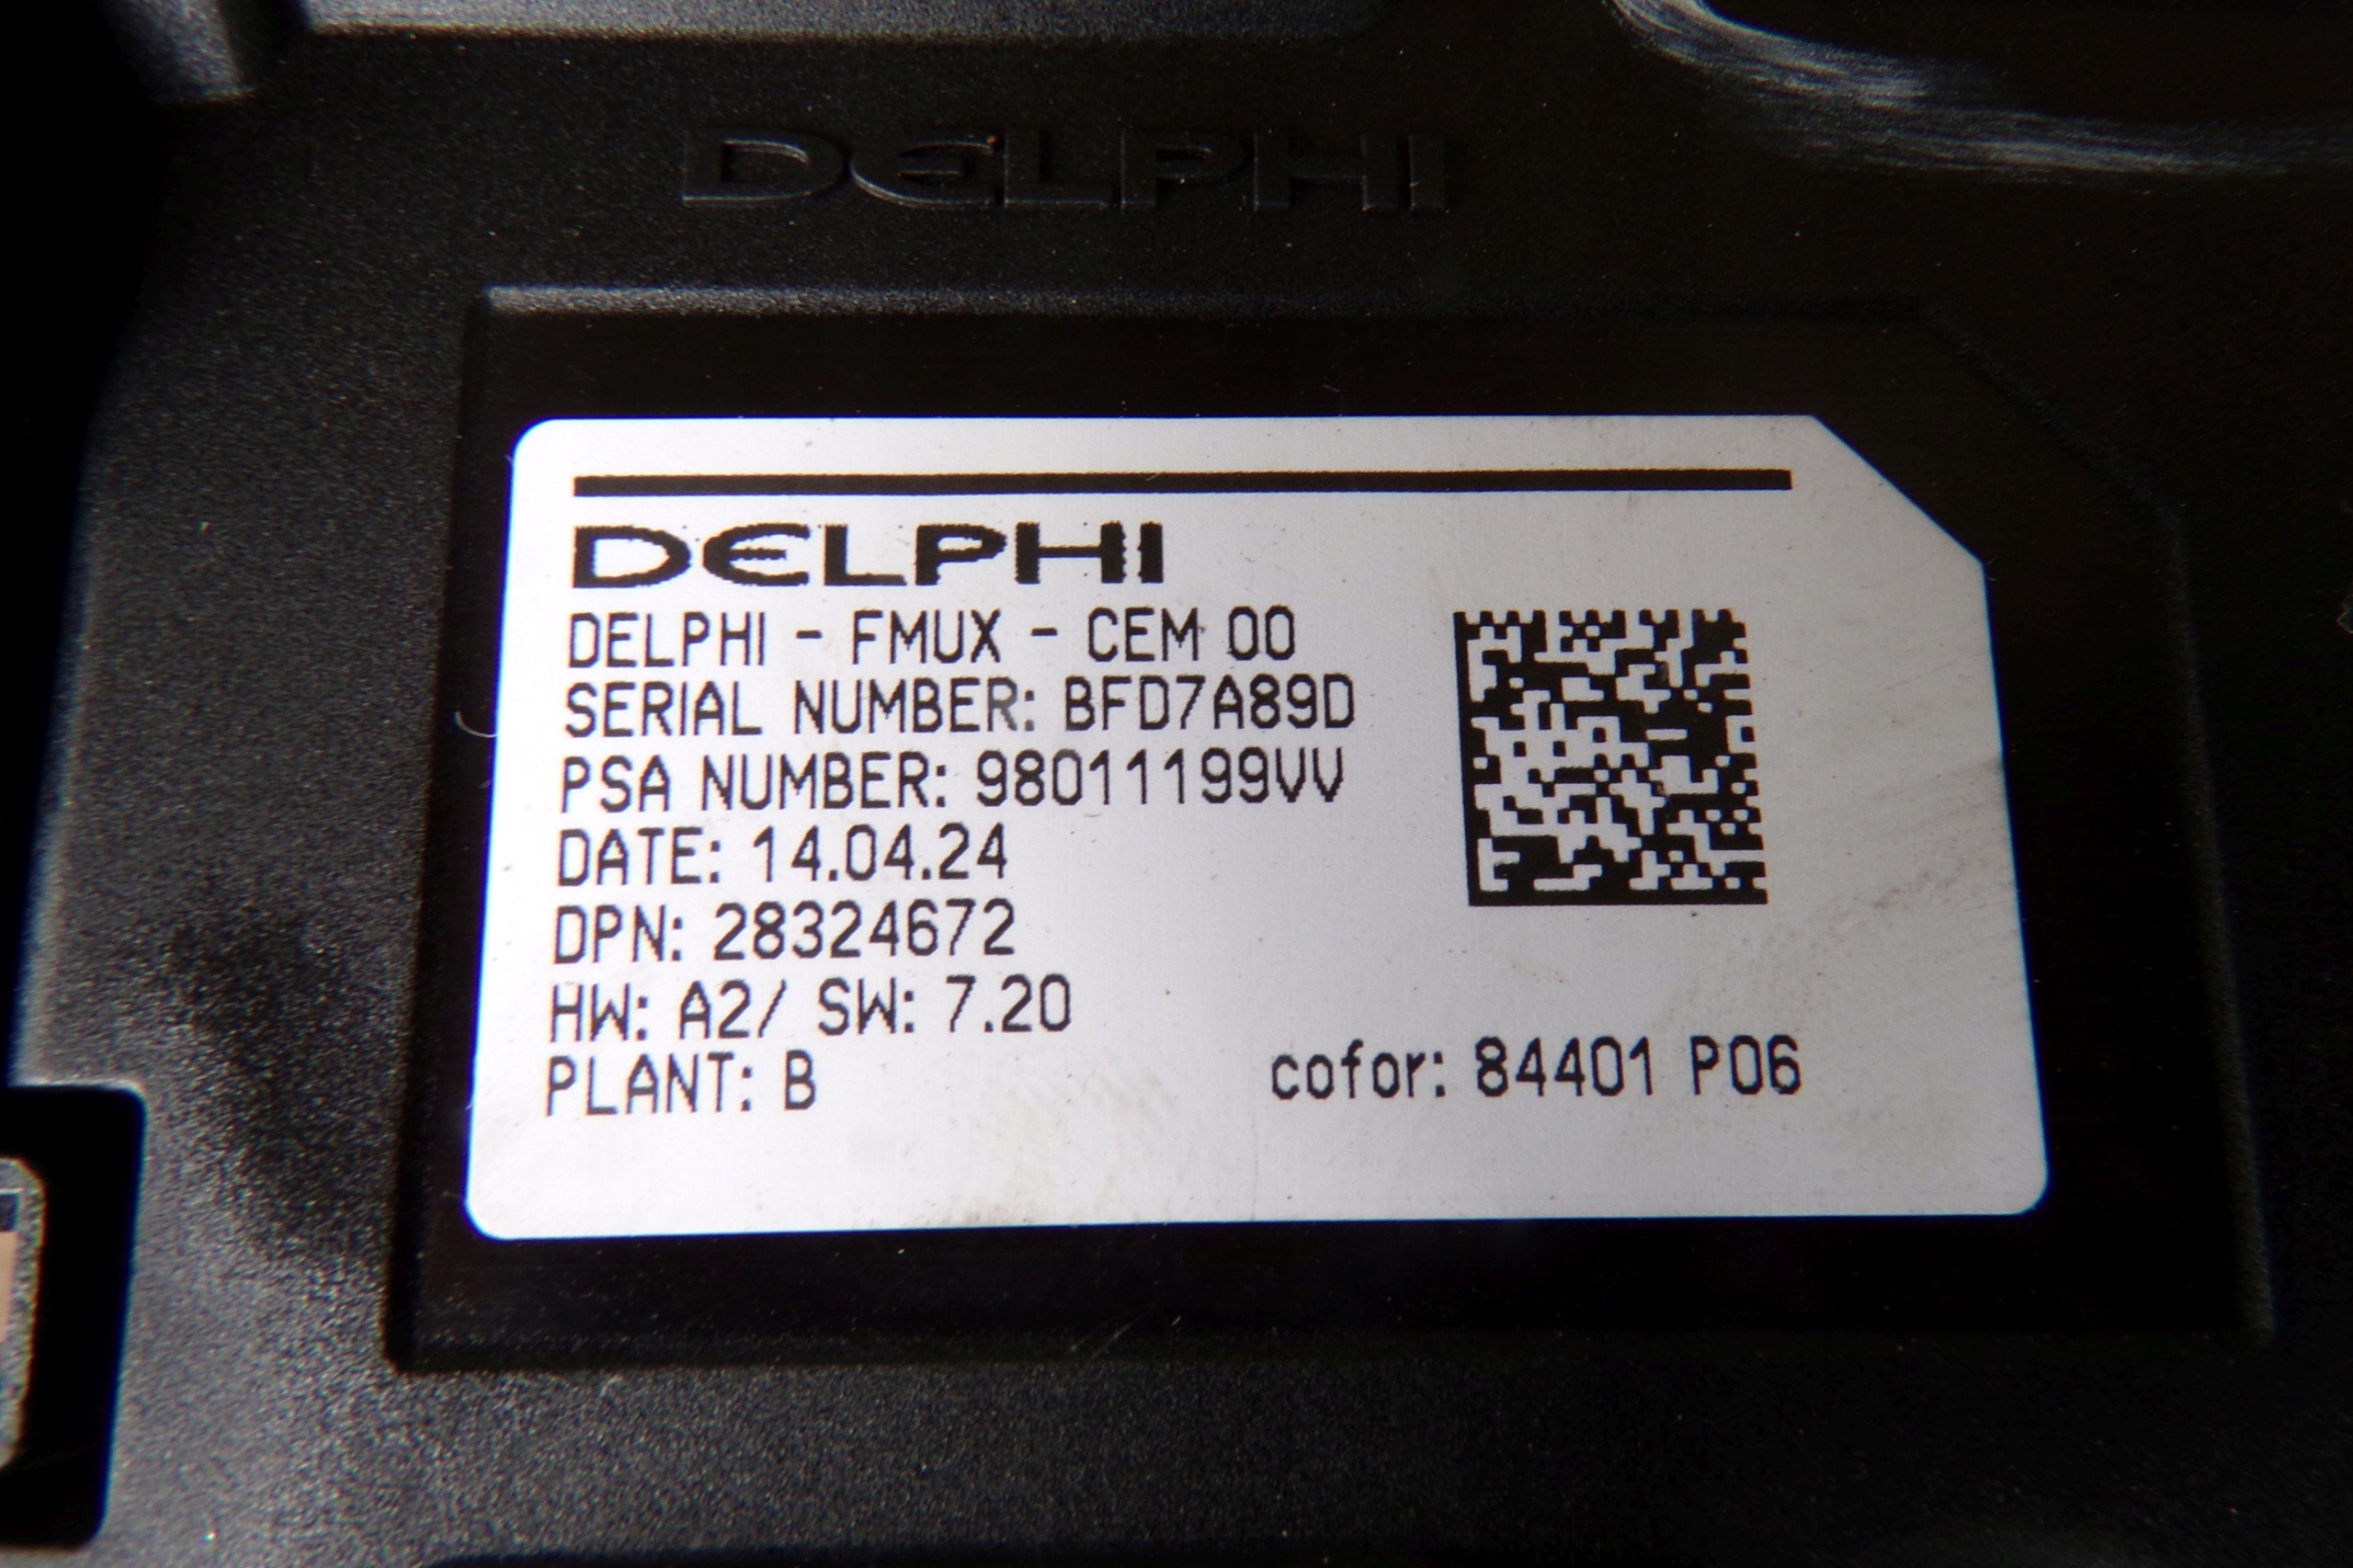 DELPHI
DELPHI
DELPHI - FMUX - CEM 00
SERIAL NUMBER: BFD7A89D
PSA NUMBER: 98011199VV
DATE: 14.04.24
DPN: 28324672
HW: A2/ SW: 7.20
PLANT: B
cofor: 84401 P06